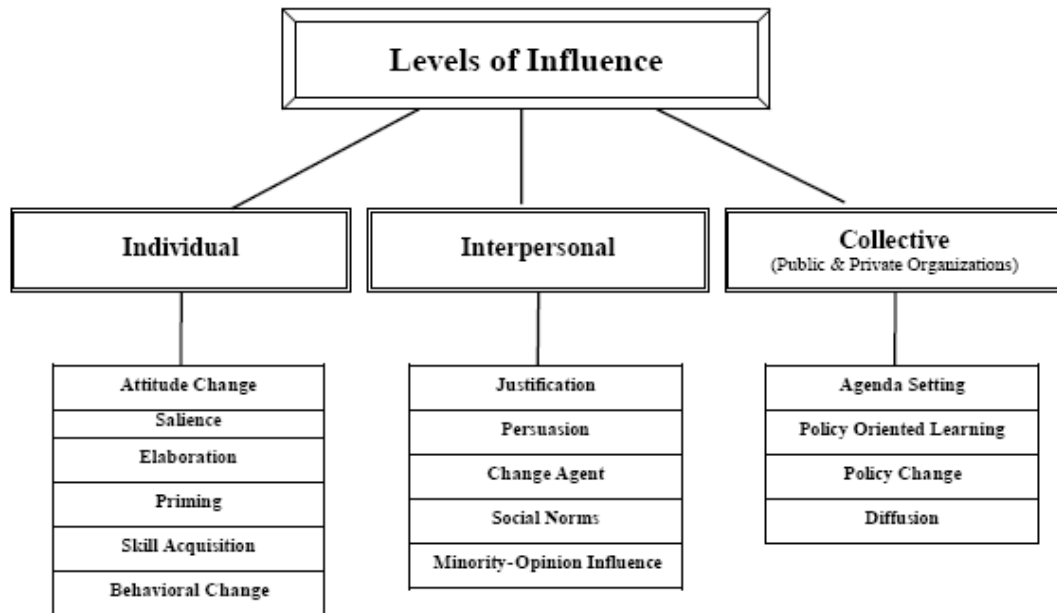 Levels of Influence
Individual
Interpersonal
Collective
(Public & Private Organizations)
Attitude Change
Salience
Elaboration
Priming
Skill Acquisition
Behavioral Change
Justification
Persuasion
Change Agent
Social Norms
Minority-Opinion Influence
Agenda Setting
Policy Oriented Learning
Policy Change
Diffusion